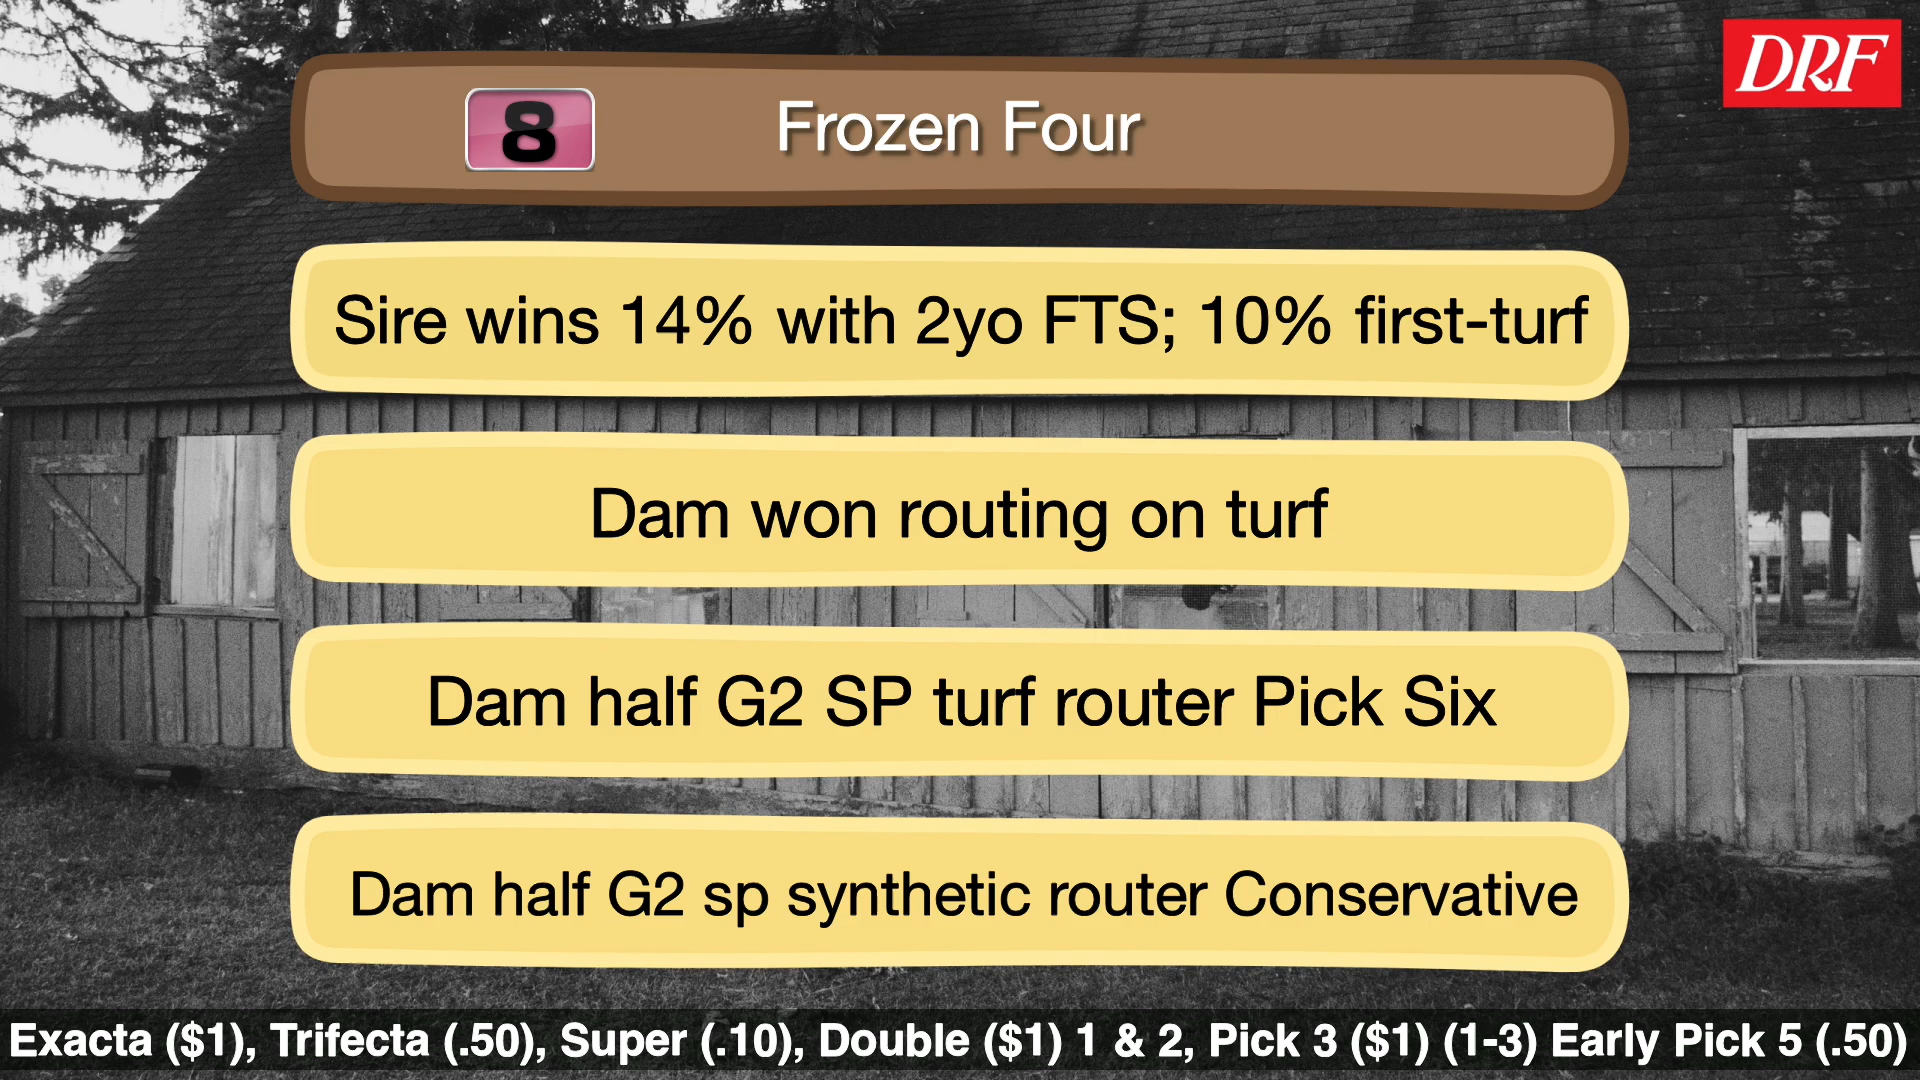 DRF
8 Frozen Four
Sire wins 14% with 2yo FTS; 10% first-turf
Dam won routing on turf
Dam half G2 SP turf router Pick Six
Dam half G2 sp synthetic router Conservative
Exacta ($1), Trifecta (.50), Super (.10), Double ($1) 1 & 2, Pick 3 ($1) (1-3) Early Pick 5 (.50)